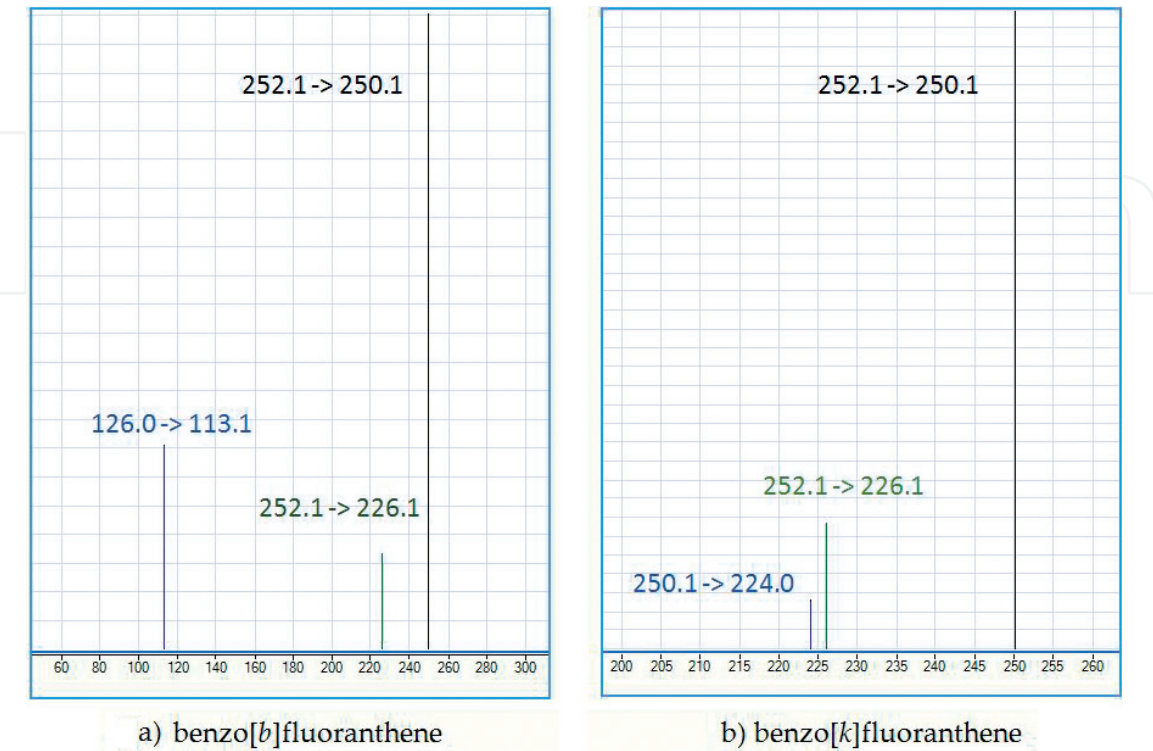 252.1 -> 250.1
126.0 -> 113.1
252.1 -> 226.1
60 80 100 120 140 160 180 200 220 240 260 280 300
a) benzo[b]fluoranthene
252.1 -> 250.1
252.1 -> 226.1
250.1 -> 224.0
200 205 210 215 220 225 230 235 240 245 250 255 260
b) benzo[k]fluoranthene